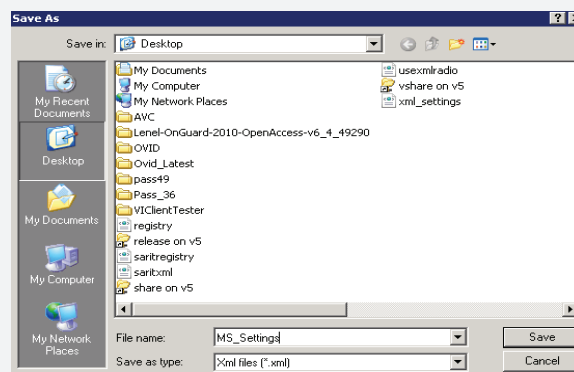 Save As
Save in: Desktop
My Recent
Documents
Desktop
My Documents
My Computer
My Network
Places
My Documents
My Computer
My Network Places
AVC
Lenel-OnGuard-2010-OpenAccess-v6_4_49290
OVID
Ovid_Latest
pass49
Pass_36
VIClientTester
registry
release on v5
saritregistry
saritxml
share on v5
usexmlradio
vshare on v5
xml_settings
File name: MS_Settings
Save
Save as type: Xml files (*.xml)
Cancel